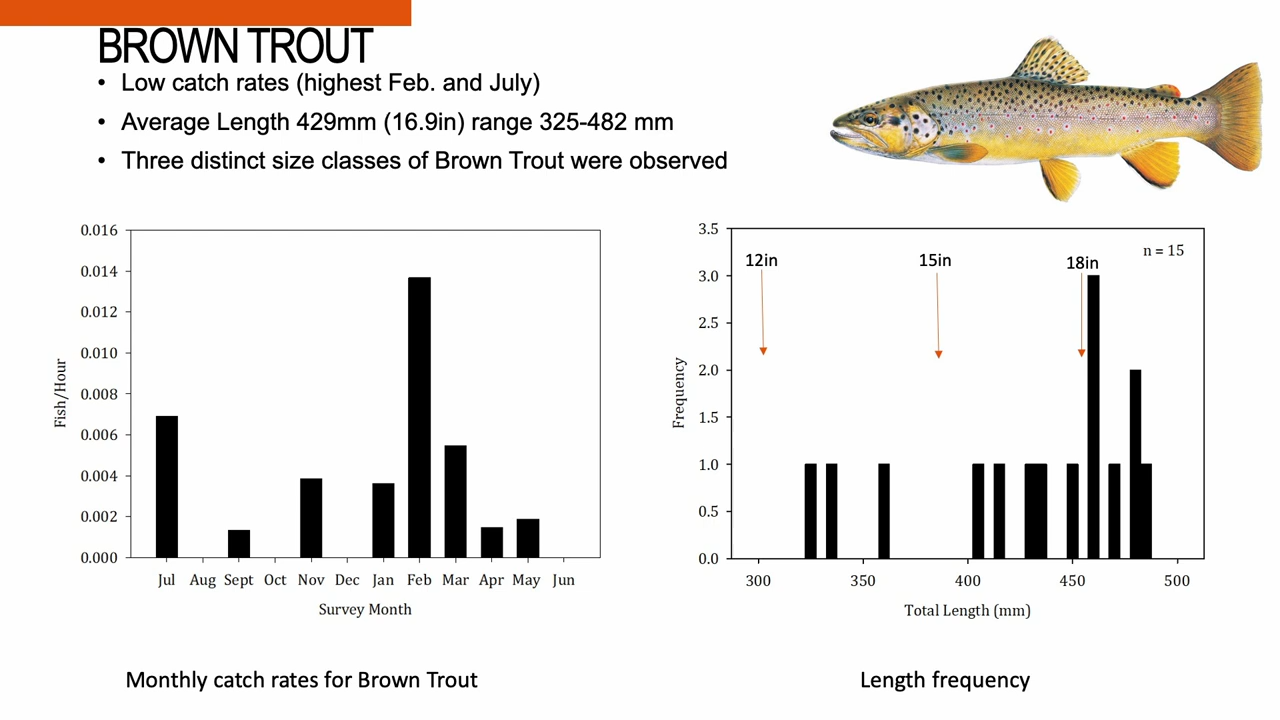 BROWN TROUT
• Low catch rates (highest Feb. and July)
• Average Length 429mm (16.9in) range 325-482 mm
• Three distinct size classes of Brown Trout were observed
0.016
0.014
0.012
0.010
0.008
0.006
0.004
0.002
0.000
Fish/Hour
Jul Aug Sept Oct Nov Dec Jan Feb Mar Apr May Jun
Survey Month
Monthly catch rates for Brown Trout
3.5
3.0
2.5
2.0
1.5
1.0
0.5
0.0
Frequency
12in 15in 18in
n = 15
300 350 400 450 500
Total Length (mm)
Length frequency